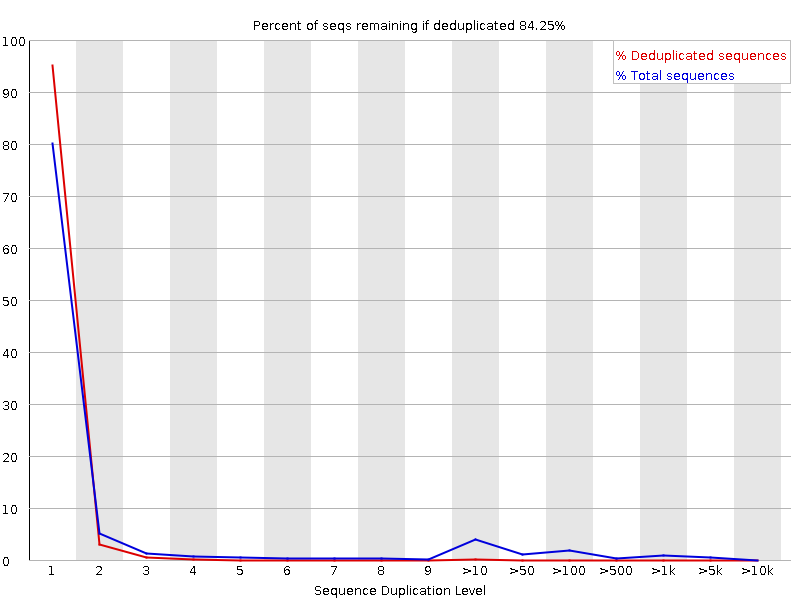 Percent of seqs remaining if deduplicated 84.25%
% Deduplicated sequences
% Total sequences
100
90
80
70
60
50
40
30
20
10
0
1 2 3 4 5 6 7 8 9 >10 >50 >100 >500 >1k >5k >10k
Sequence Duplication Level